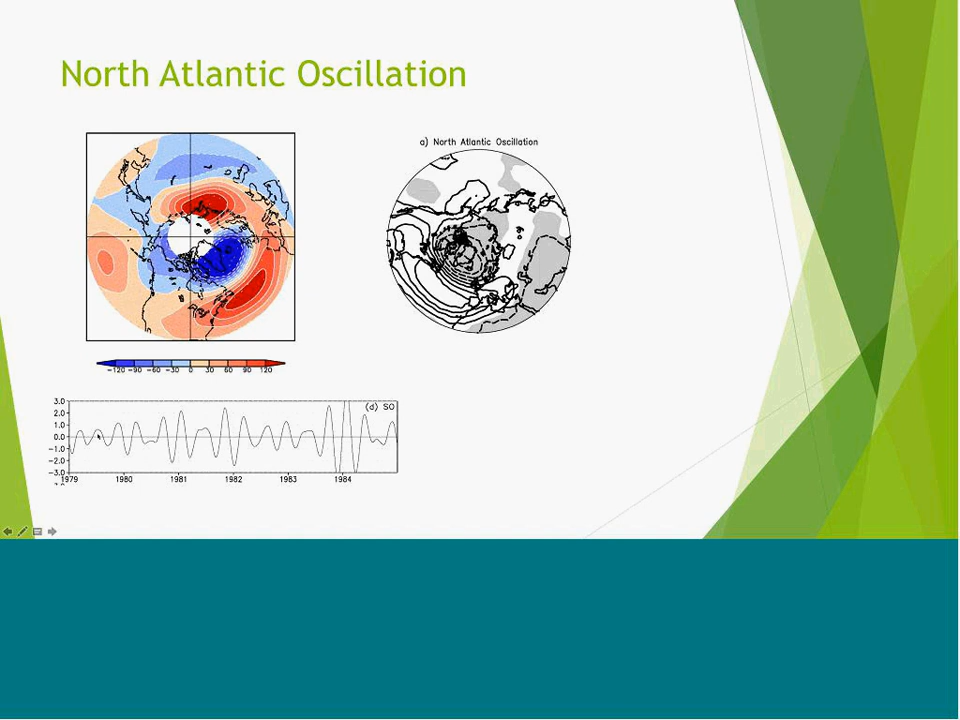 North Atlantic Oscillation
a) North Atlantic Oscillation
-120 -90 -60 -30 0 30 60 90 120
(d) SO
3.0
2.0
1.0
0.0
-1.0
-2.0
-3.0
1979 1980 1981 1982 1983 1984